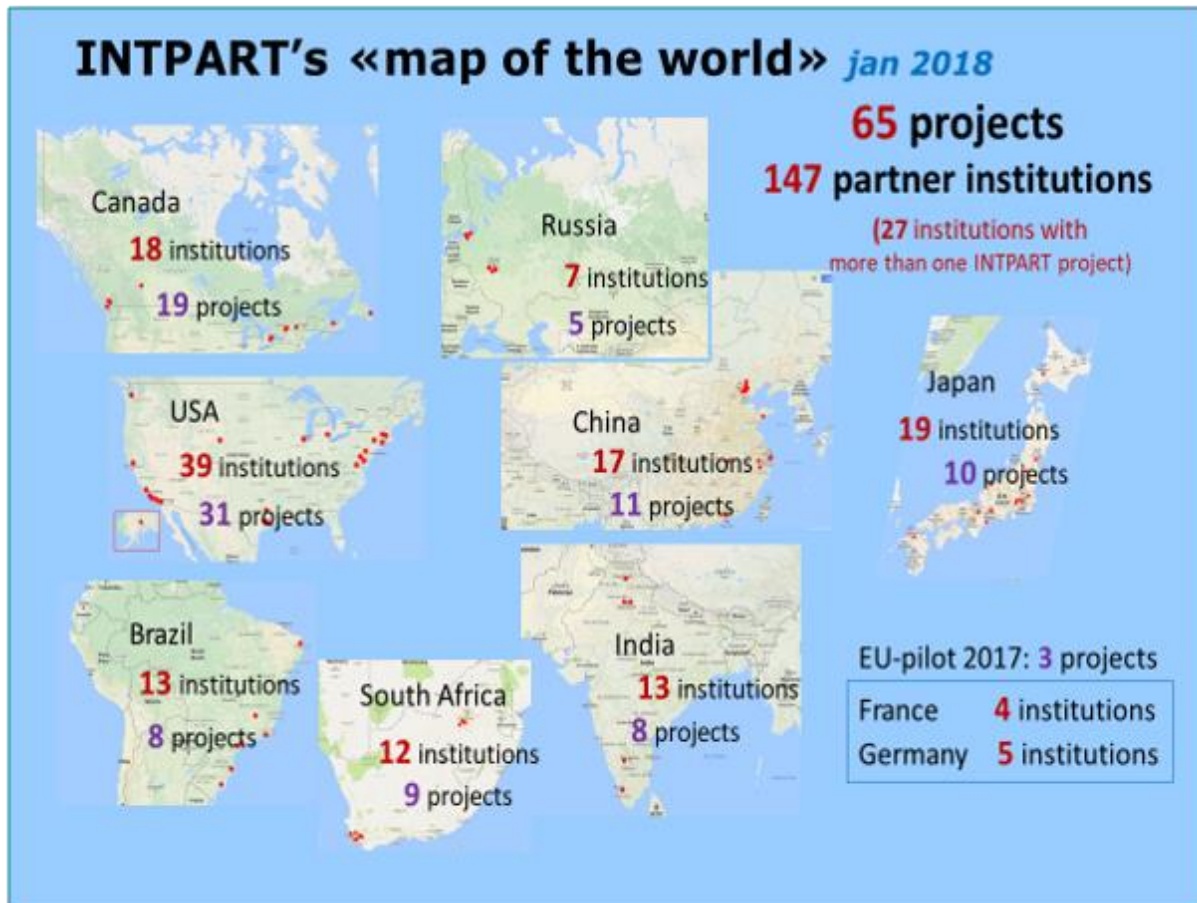 INTPART's «map of the world» jan 2018
65 projects
147 partner institutions
(27 institutions with
more than one INTPART project)
Canada
18 institutions
19 projects
Russia
7 institutions
5 projects
USA
39 institutions
31 projects
China
17 institutions
11 projects
Japan
19 institutions
10 projects
Brazil
13 institutions
8 projects
South Africa
12 institutions
9 projects
India
13 institutions
8 projects
EU-pilot 2017: 3 projects
France 4 institutions
Germany 5 institutions